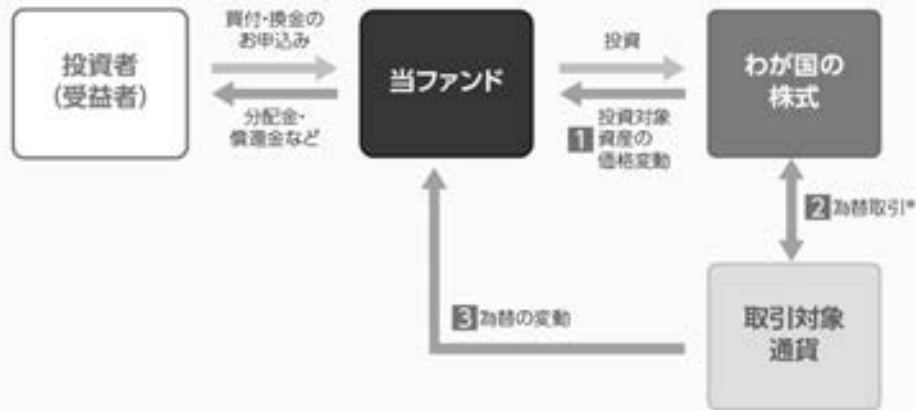 買付・換金の
お申込み
投資者
(受益者)
分配金・
償還金など
当ファンド
投資
1 投資対象
資産の
価格変動
わが国の
株式
2 為替取引*
3 為替の変動
取引対象
通貨